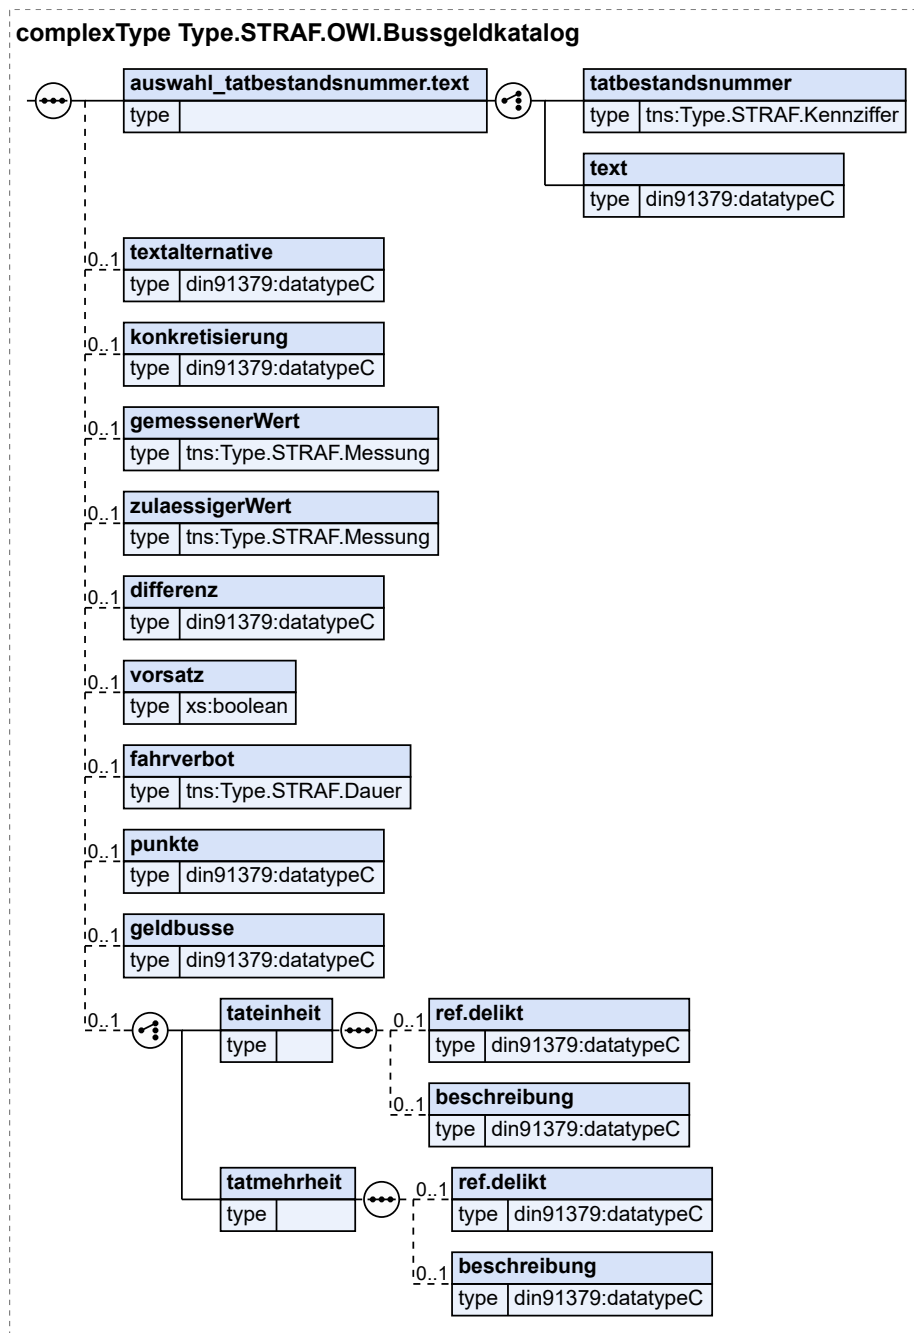 complexType Type.STRAF.OWI.Bussgeldkatalog
auswahl_tatbestandsnummer.text
type
tatbestandsnummer
type tns:Type.STRAF.Kennziffer
text
type din91379:datatypeC
0..1
textalternative
type din91379:datatypeC
0..1
konkretisierung
type din91379:datatypeC
0..1
gemessenerWert
type tns:Type.STRAF.Messung
0..1
zulaessigerWert
type tns:Type.STRAF.Messung
0..1
differenz
type din91379:datatypeC
0..1
vorsatz
type xs:boolean
0..1
fahrverbot
type tns:Type.STRAF.Dauer
0..1
punkte
type din91379:datatypeC
0..1
geldbusse
type din91379:datatypeC
0..1
tateinheit
type
0..1
ref.delikt
type din91379:datatypeC
0..1
beschreibung
type din91379:datatypeC
tatmehrheit
type
0..1
ref.delikt
type din91379:datatypeC
0..1
beschreibung
type din91379:datatypeC